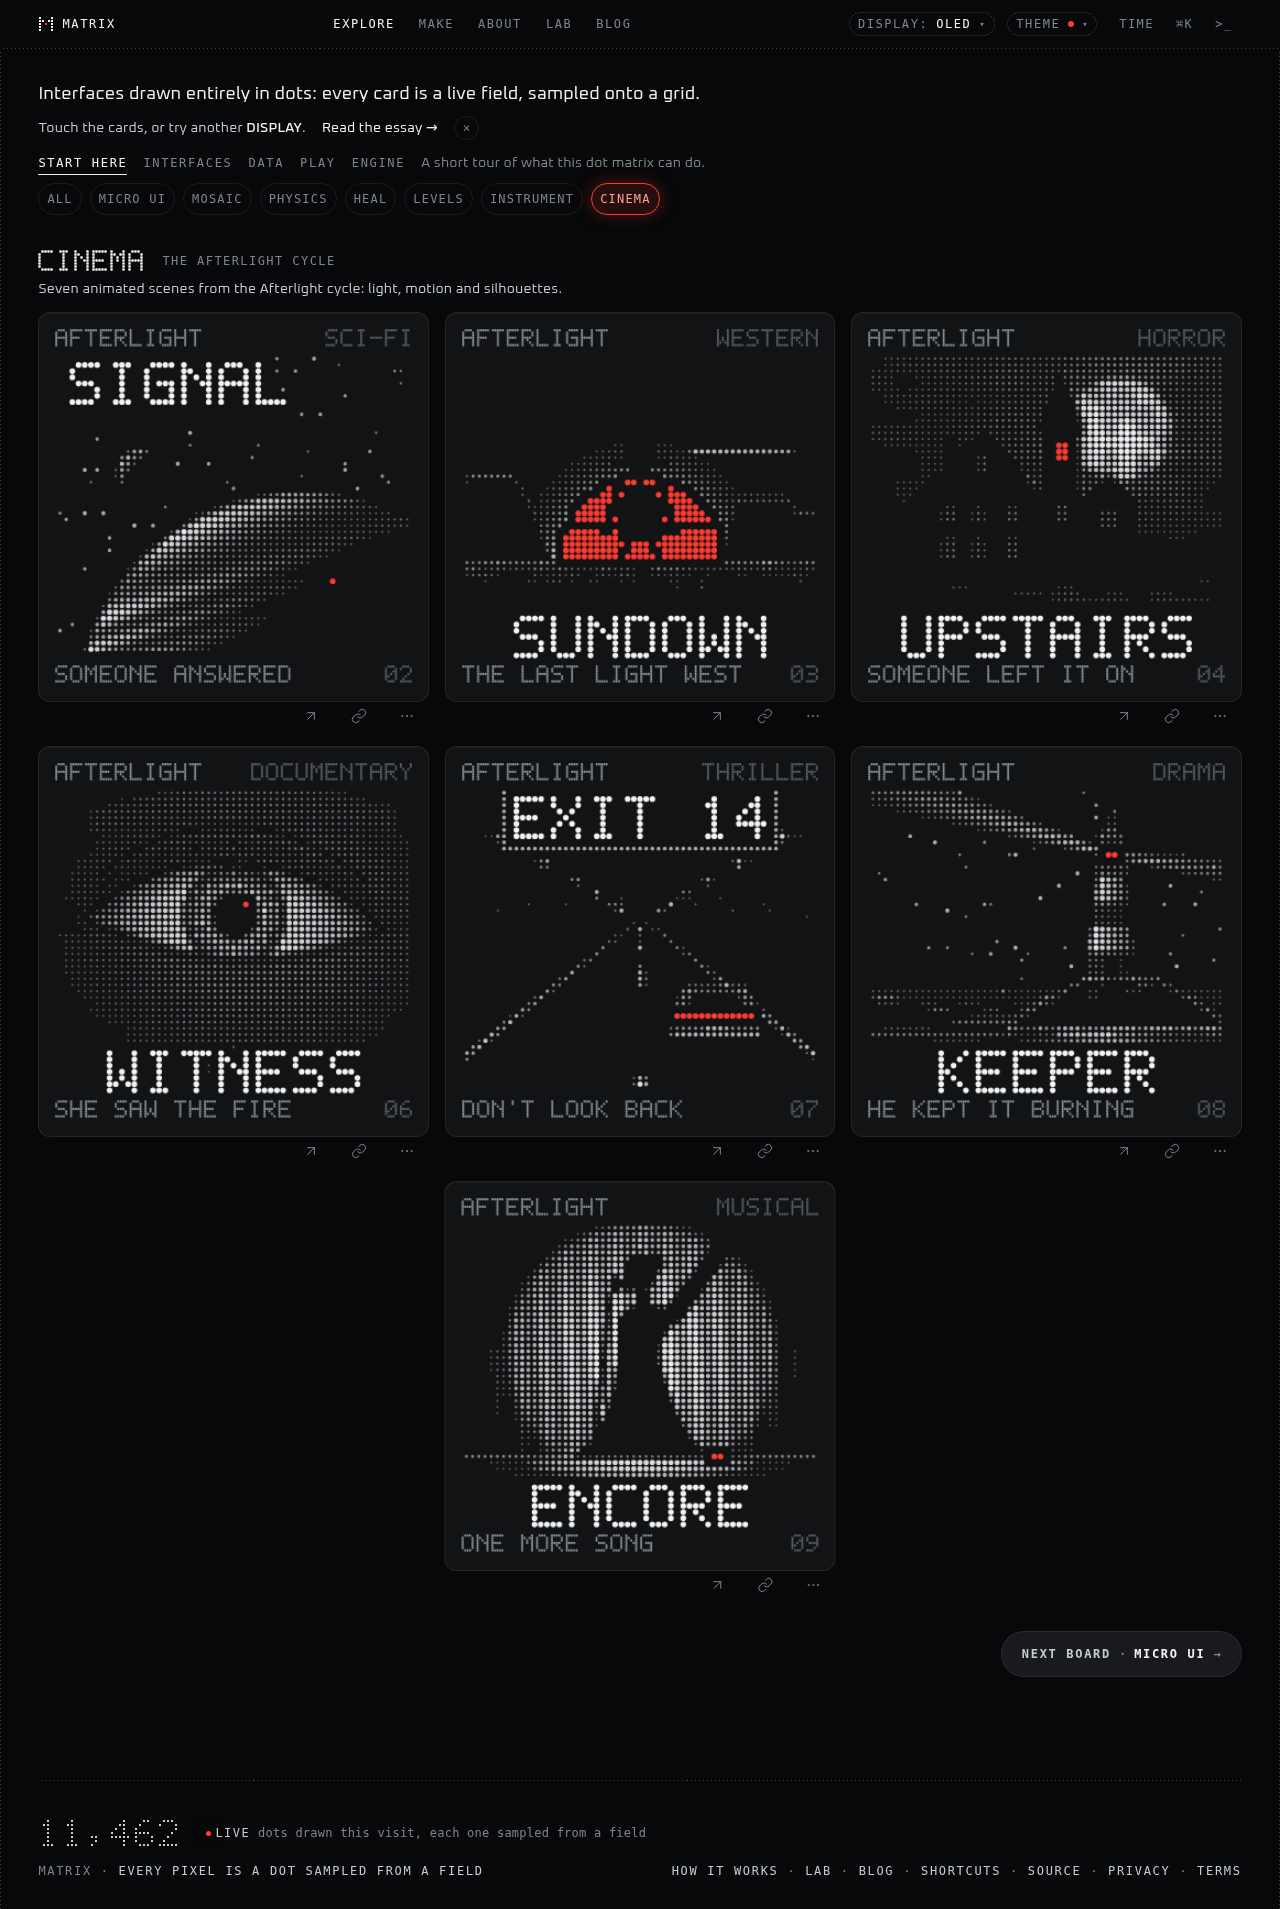 MATRIX EXPLORE MAKE ABOUT LAB BLOG DISPLAY: OLED ▾ THEME ● ▾ TIME ⌘K >_
Interfaces drawn entirely in dots: every card is a live field, sampled onto a grid.
Touch the cards, or try another DISPLAY. Read the essay → ×
START HERE INTERFACES DATA PLAY ENGINE A short tour of what this dot matrix can do.
ALL MICRO UI MOSAIC PHYSICS HEAL LEVELS INSTRUMENT CINEMA
CINEMA THE AFTERLIGHT CYCLE
Seven animated scenes from the Afterlight cycle: light, motion and silhouettes.
AFTERLIGHT SCI-FI
SIGNAL
SOMEONE ANSWERED 02
AFTERLIGHT WESTERN
SUNDOWN
THE LAST LIGHT WEST 03
AFTERLIGHT HORROR
UPSTAIRS
SOMEONE LEFT IT ON 04
AFTERLIGHT DOCUMENTARY
WITNESS
SHE SAW THE FIRE 06
AFTERLIGHT THRILLER
EXIT 14
DON'T LOOK BACK 07
AFTERLIGHT DRAMA
KEEPER
HE KEPT IT BURNING 08
AFTERLIGHT MUSICAL
ENCORE
ONE MORE SONG 09
NEXT BOARD · MICRO UI →
11,462 ● LIVE dots drawn this visit, each one sampled from a field
MATRIX · EVERY PIXEL IS A DOT SAMPLED FROM A FIELD HOW IT WORKS · LAB · BLOG · SHORTCUTS · SOURCE · PRIVACY · TERMS